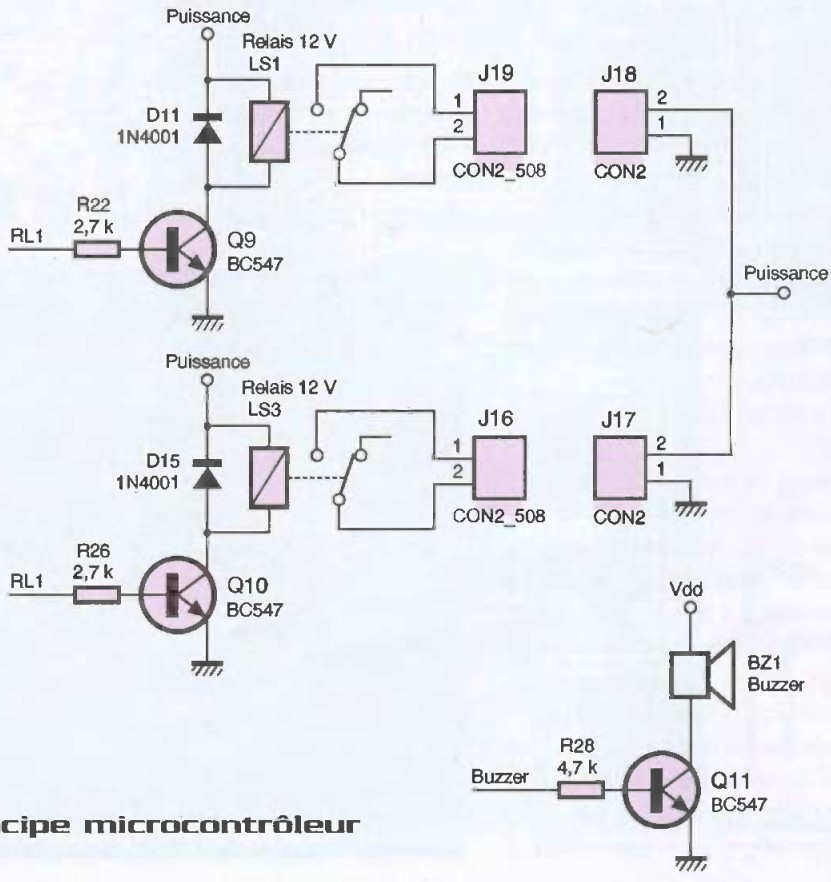 Puissance
Relais 12 V
LS1
D11
1N4001
R22
2,7 k
RL1
Q9
BC547
J19
1
2
CON2_508
J18
2
1
CON2
Puissance
Puissance
Relais 12 V
LS3
D15
1N4001
R26
2,7 k
RL1
Q10
BC547
J16
1
2
CON2_508
J17
2
1
CON2
Vdd
BZ1
Buzzer
R28
4,7 k
Buzzer
Q11
BC547
cipe microcontrôleur